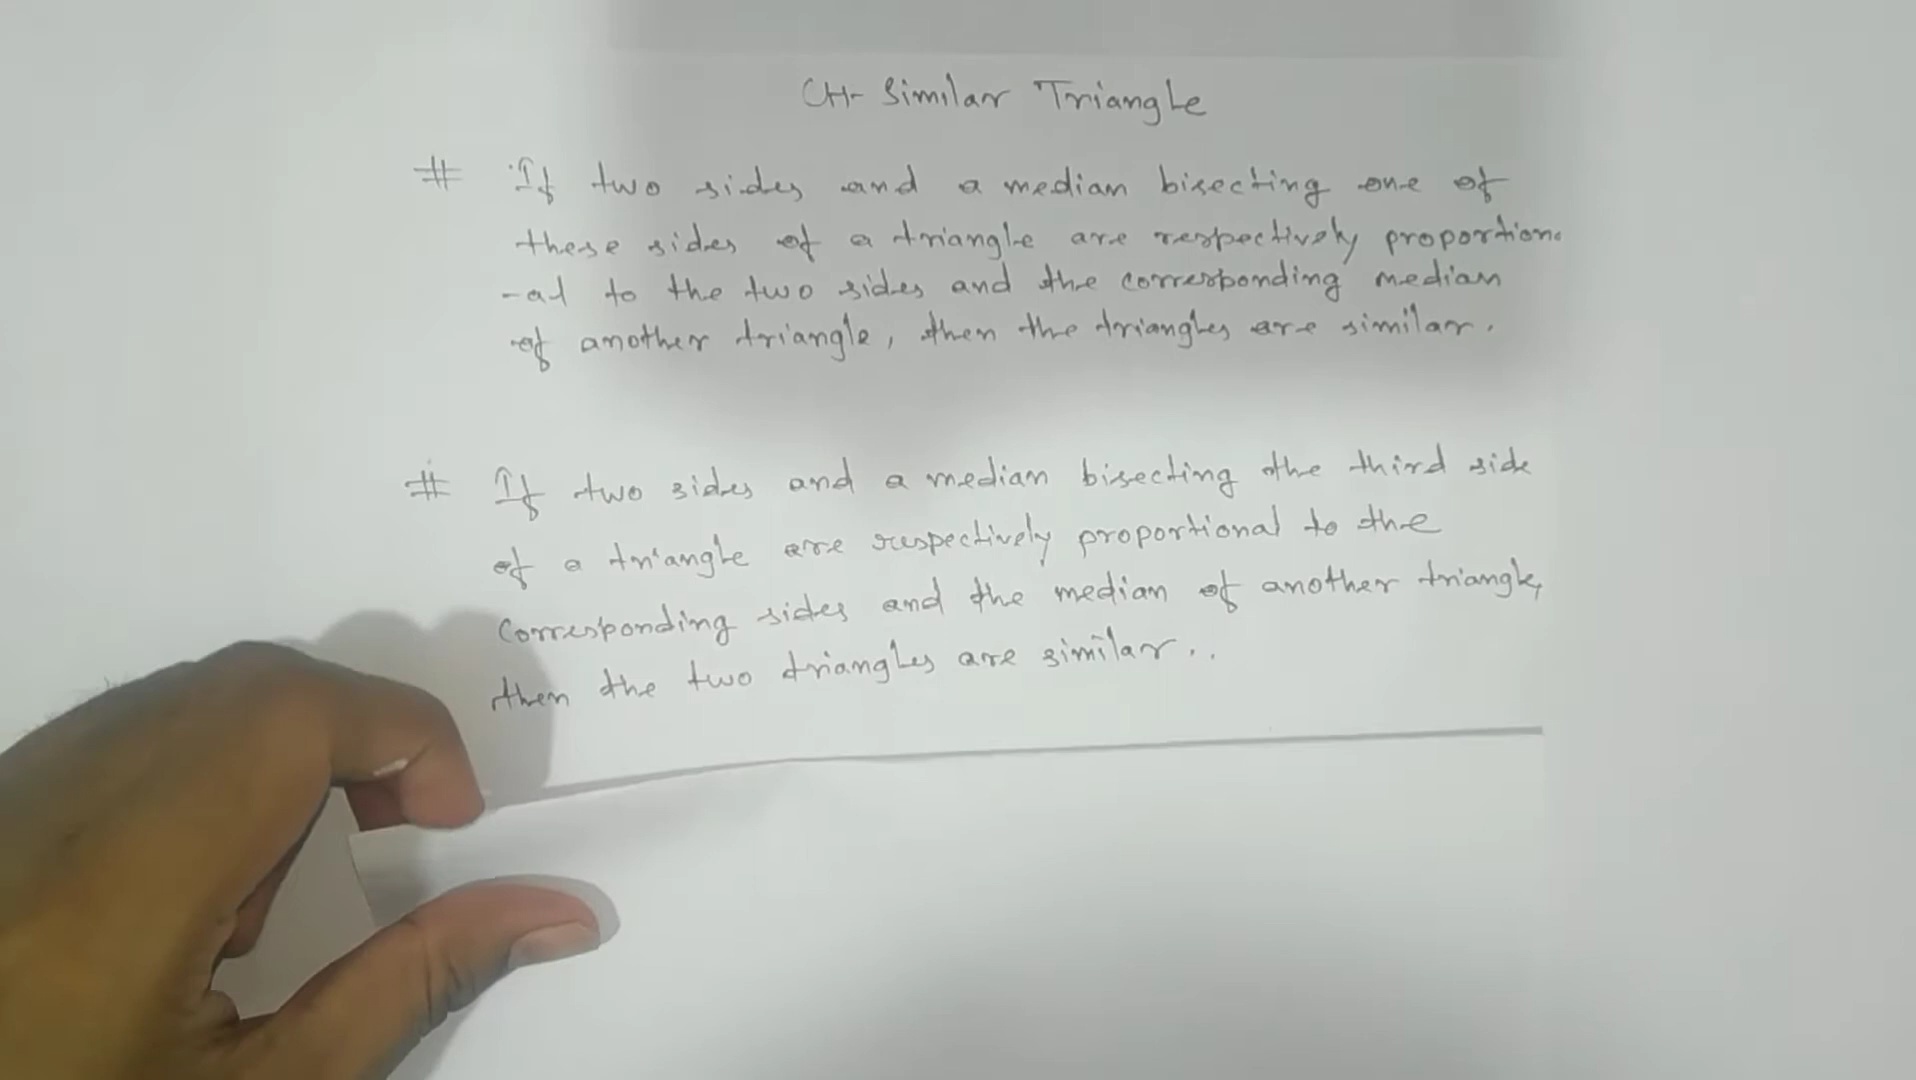 CH- Similar Triangle
# If two sides and a median bisecting one of
these sides of a triangle are respectively proportion
-al to the two sides and the corresponding median
of another triangle, then the triangles are similar.
# If two sides and a median bisecting the third side
of a triangle are respectively proportional to the
corresponding sides and the median of another triangle,
then the two triangles are similar..